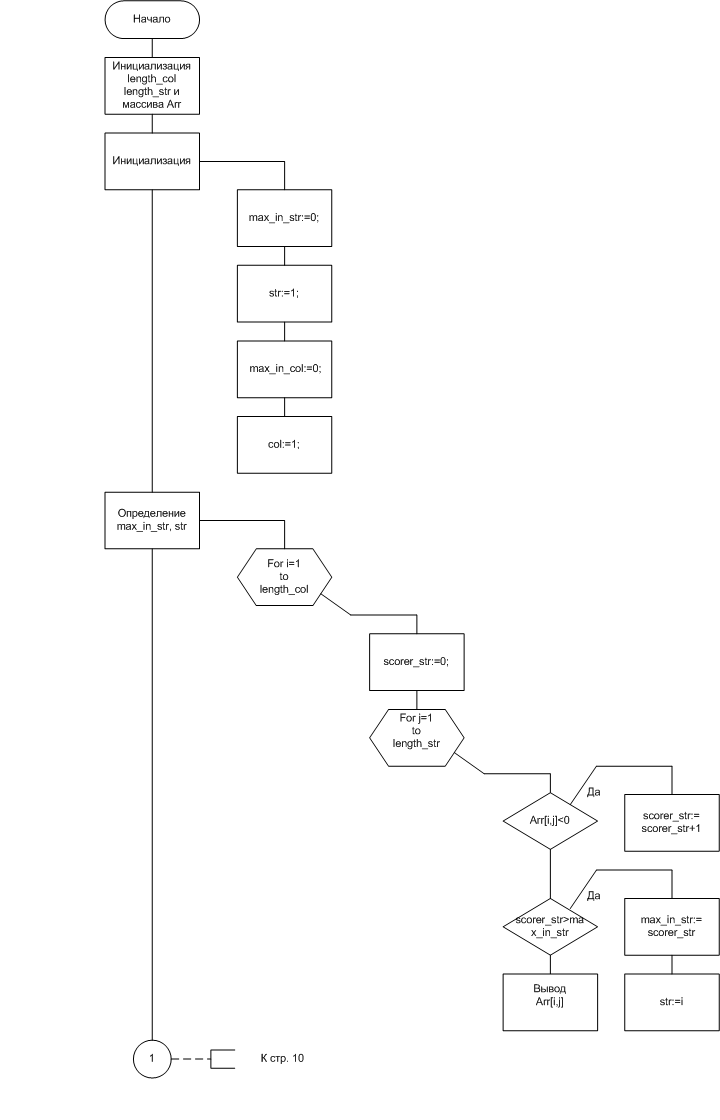 Начало
Инициализация
length_col
length_str и
массива Arr
Инициализация
max_in_str:=0;
str:=1;
max_in_col:=0;
col:=1;
Определение
max_in_str, str
For i=1
to
length_col
scorer_str:=0;
For j=1
to
length_str
Arr[i,j]<0
Да
scorer_str:=
scorer_str+1
scorer_str>ma
x_in_str
Да
max_in_str:=
scorer_str
Вывод
Arr[i,j]
str:=i
1
К стр. 10